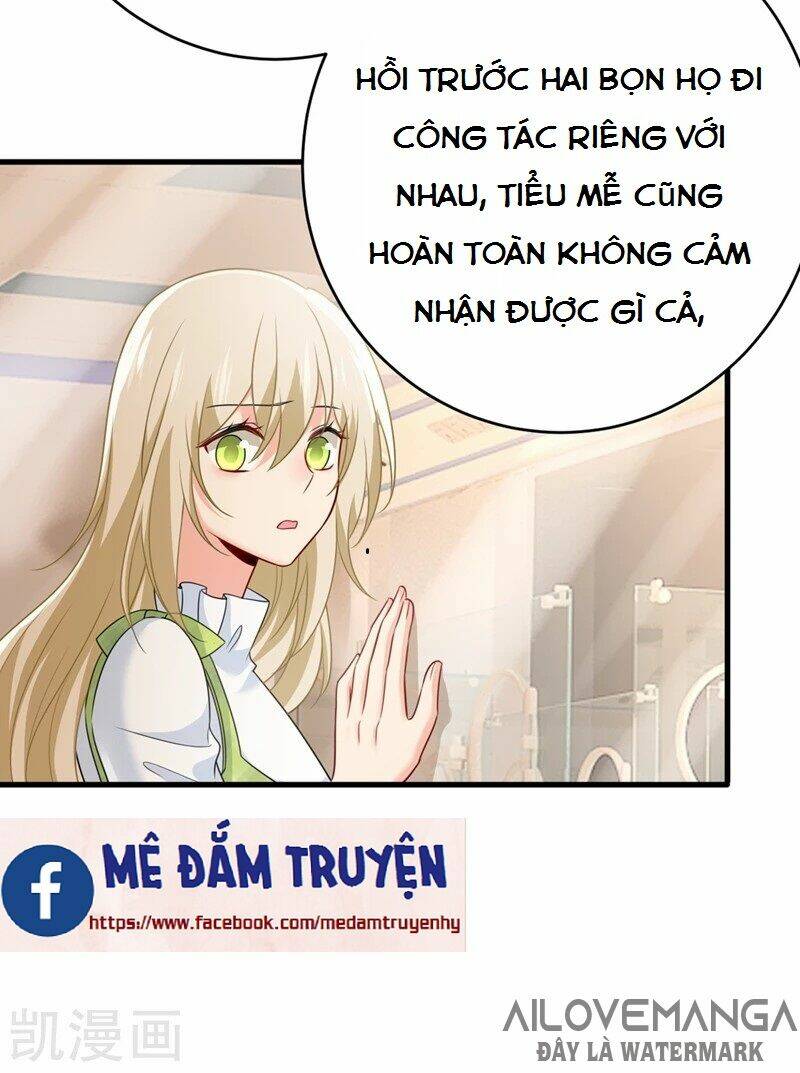 HỒI TRƯỚC HAI BỌN HỌ ĐI
CÔNG TÁC RIÊNG VỚI
NHAU, TIỂU MỄ CŨNG
HOÀN TOÀN KHÔNG CẢM
NHẬN ĐƯỢC GÌ CẢ,
f MÊ ĐẮM TRUYỆN
https://www.facebook.com/medamtruyenhy
凯漫画
AILOVEMANGA
ĐÂY LÀ WATERMARK